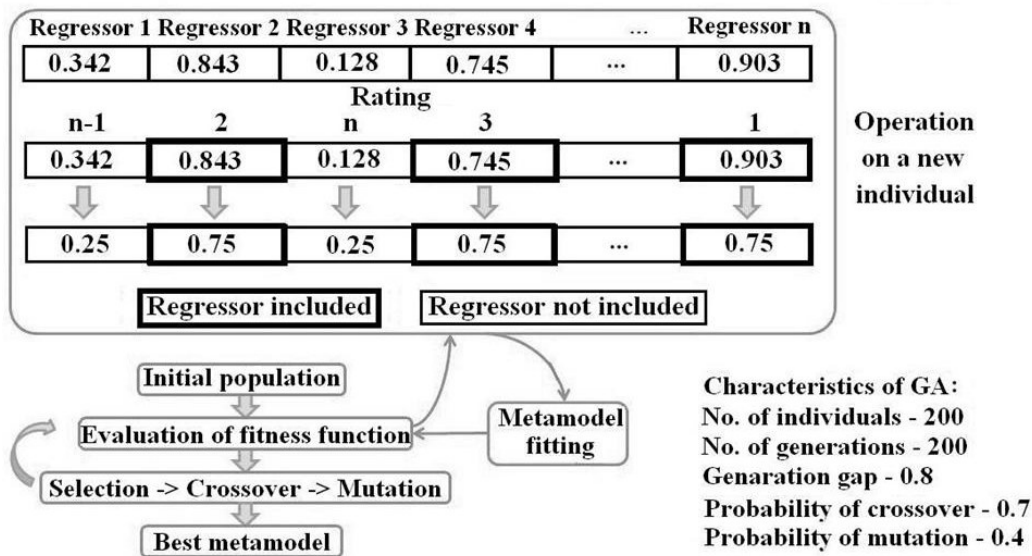 Regressor 1 Regressor 2 Regressor 3 Regressor 4 ... Regressor n
0.342 0.843 0.128 0.745 ... 0.903
Rating
n-1 2 n 3 1
0.342 0.843 0.128 0.745 ... 0.903
0.25 0.75 0.25 0.75 ... 0.75
Regressor included Regressor not included
Operation
on a new
individual
Initial population
Evaluation of fitness function
Selection -> Crossover -> Mutation
Best metamodel
Metamodel
fitting
Characteristics of GA:
No. of individuals - 200
No. of generations - 200
Genaration gap - 0.8
Probability of crossover - 0.7
Probability of mutation - 0.4